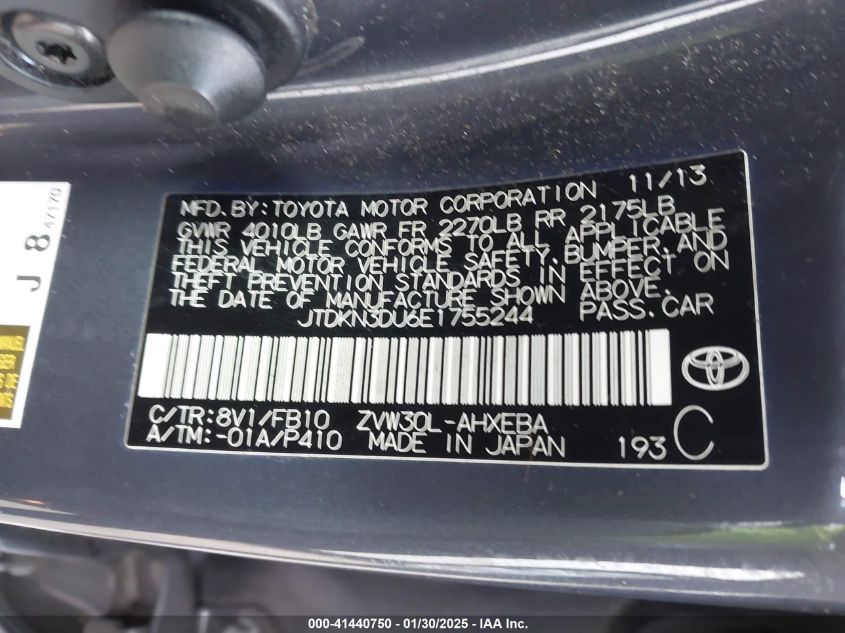 MFD. BY: TOYOTA MOTOR CORPORATION 11/13
GVWR 4010LB GAWR FR 2270LB RR 2175LB
THIS VEHICLE CONFORMS TO ALL APPLICABLE
FEDERAL MOTOR VEHICLE SAFETY, BUMPER, AND
THEFT PREVENTION STANDARDS IN EFFECT ON
THE DATE OF MANUFACTURE SHOWN ABOVE.
JTDKN3DU6E1755244 PASS. CAR
C/TR: 8V1/FB10 ZVW30L-AHXEBA
A/TM: -01A/P410 MADE IN JAPAN 193 C
J 8 47170
000-41440750 - 01/30/2025 - IAA Inc.